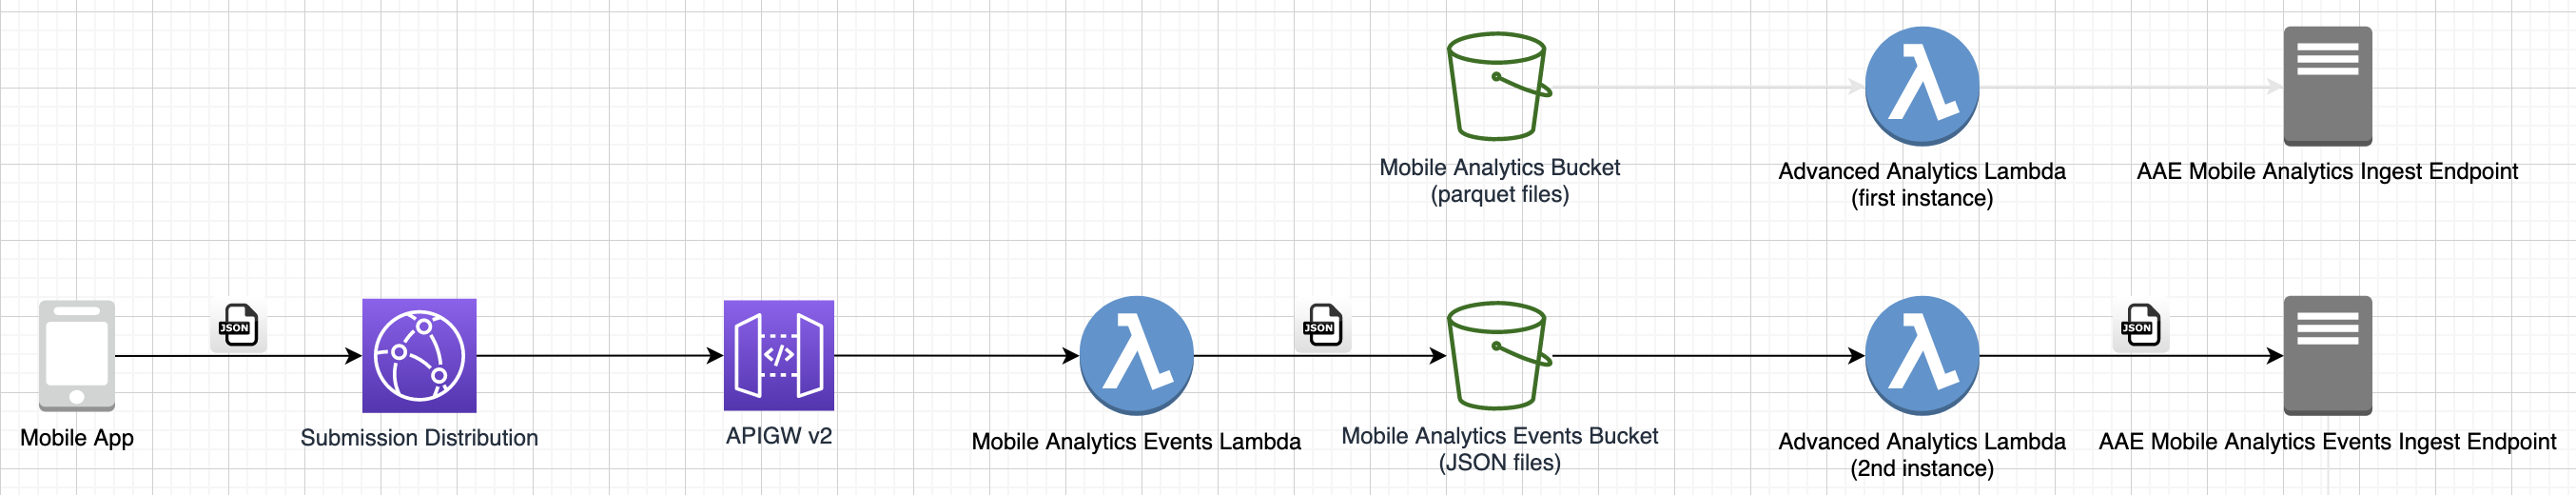 Mobile Analytics Bucket
(parquet files)
Advanced Analytics Lambda
(first instance)
AAE Mobile Analytics Ingest Endpoint
JSON
JSON
JSON
</>
Mobile App
Submission Distribution
APIGW v2
Mobile Analytics Events Lambda
Mobile Analytics Events Bucket
(JSON files)
Advanced Analytics Lambda
(2nd instance)
AAE Mobile Analytics Events Ingest Endpoint